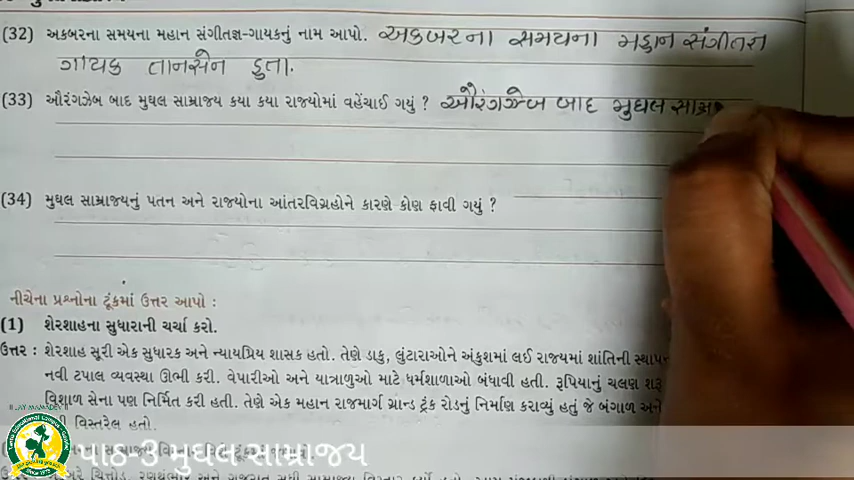 (32) અકબરના સમયના મહાન સંગીતજ્ઞ-ગાયકનું નામ આપો. અકબરના સમયના મહાન સંગીતજ્ઞ
ગાયક તાનસેન હતા.
(33) ઔરંગઝેબ બાદ મુઘલ સામ્રાજ્ય કયા કયા રાજ્યોમાં વહેંચાઈ ગયું ? ઔરંગઝેબ બાદ મુઘલ
(34) મુઘલ સામ્રાજ્યનું પતન અને રાજ્યોના આંતરવિગ્રહોને કારણે કોણ ફાવી ગયું ?
નીચેના પ્રશ્નોના ટૂંકમાં ઉત્તર આપો :
(1) શેરશાહના સુધારાની ચર્ચા કરો.
ઉત્તર : શેરશાહ સૂરી એક સુધારક અને ન્યાયપ્રિય શાસક હતો. તેણે ડાકુ, લુંટારાઓને અંકુશમાં લઈ રાજ્યમાં શાંતિની
નવી ટપાલ વ્યવસ્થા ઊભી કરી. વેપારીઓ અને યાત્રાળુઓ માટે ધર્મશાળાઓ બંધાવી હતી. રૂપિયાનું ચલણ
વિશાળ સેના પણ નિર્મિત કરી હતી. તેણે એક મહાન રાજમાર્ગ ગ્રાન્ડ ટ્રંક રોડનું નિર્માણ કરાવ્યું હતું જે બંગાળ અને
વિસ્તરેલ હતો.
પાઠ-3 મુઘલ સામ્રાજ્ય